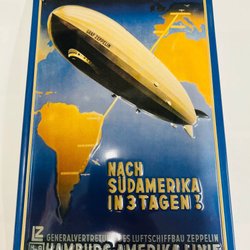 GRAF ZEPPELIN
NACH
SÜDAMERIKA
IN 3 TAGEN!
LZ
GENERALVERTRETUNG DES LUFTSCHIFFBAU ZEPPELIN
HAMBURG-AMERIKA LINIE